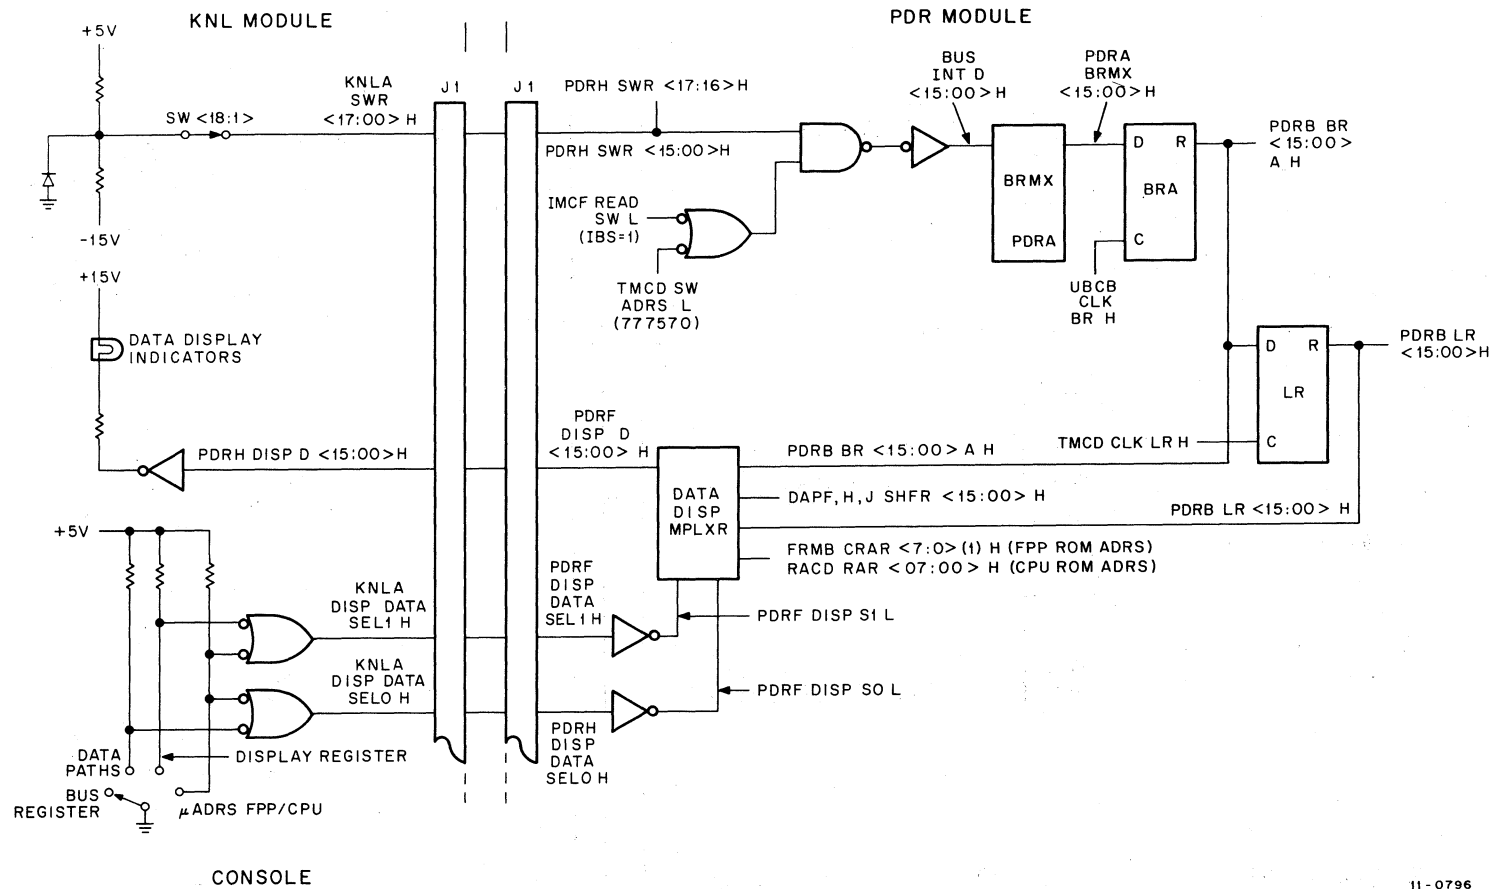 KNL MODULE
PDR MODULE
+5V
KNLA
SWR
<17:00> H
J1
J1
PDRH SWR <17:16> H
BUS
INT D
<15:00> H
PDRA
BRMX
<15:00> H
SW <18:1>
PDRH SWR <15:00> H
PDRB BR
<15:00>
A H
D R
BRMX
BRA
PDRA
C
IMCF READ
SW L
(IBS=1)
-15V
+15V
TMCD SW
ADRS L
(777570)
UBCB
CLK
BR H
DATA DISPLAY
INDICATORS
D R
LR
C
PDRB LR
<15:00> H
PDRF
DISP D
<15:00> H
TMCD CLK LR H
PDRH DISP D <15:00> H
PDRB BR <15:00> A H
DATA
DISP
MPLXR
DAPF, H, J SHFR <15:00> H
PDRB LR <15:00> H
+5V
FRMB CRAR <7:0> (1) H (FPP ROM ADRS)
RACD RAR <07:00> H (CPU ROM ADRS)
KNLA
DISP DATA
SEL1 H
PDRF
DISP
DATA
SEL1 H
PDRF DISP S1 L
KNLA
DISP DATA
SEL0 H
PDRF DISP S0 L
PDRH
DISP
DATA
SEL0 H
DATA
PATHS
DISPLAY REGISTER
BUS
REGISTER
μ ADRS FPP/CPU
CONSOLE
11-0796